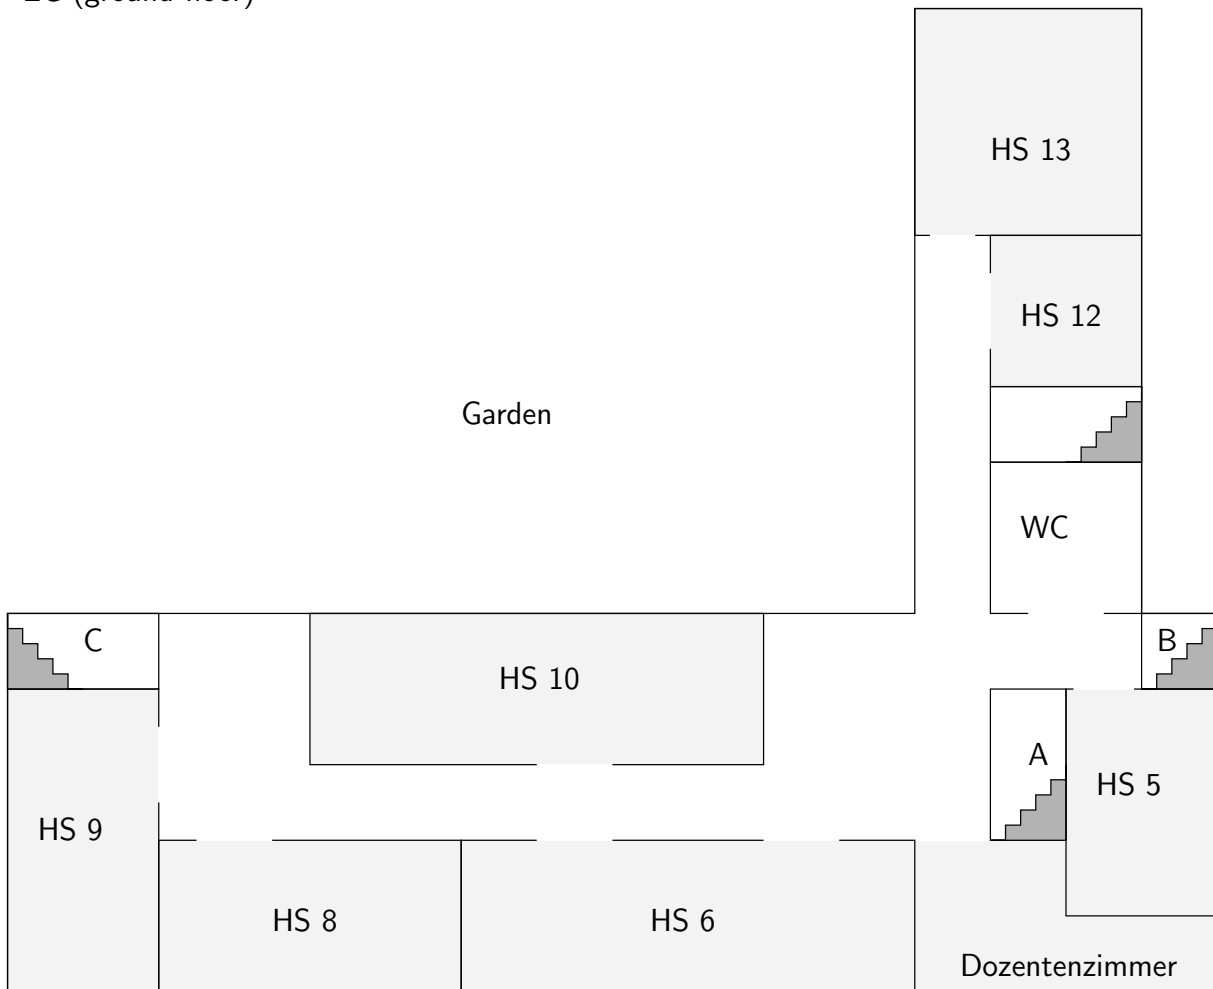 EG (ground floor)
HS 13
HS 12
Garden
WC
C
B
HS 10
A
HS 5
HS 9
HS 8
HS 6
Dozentenzimmer